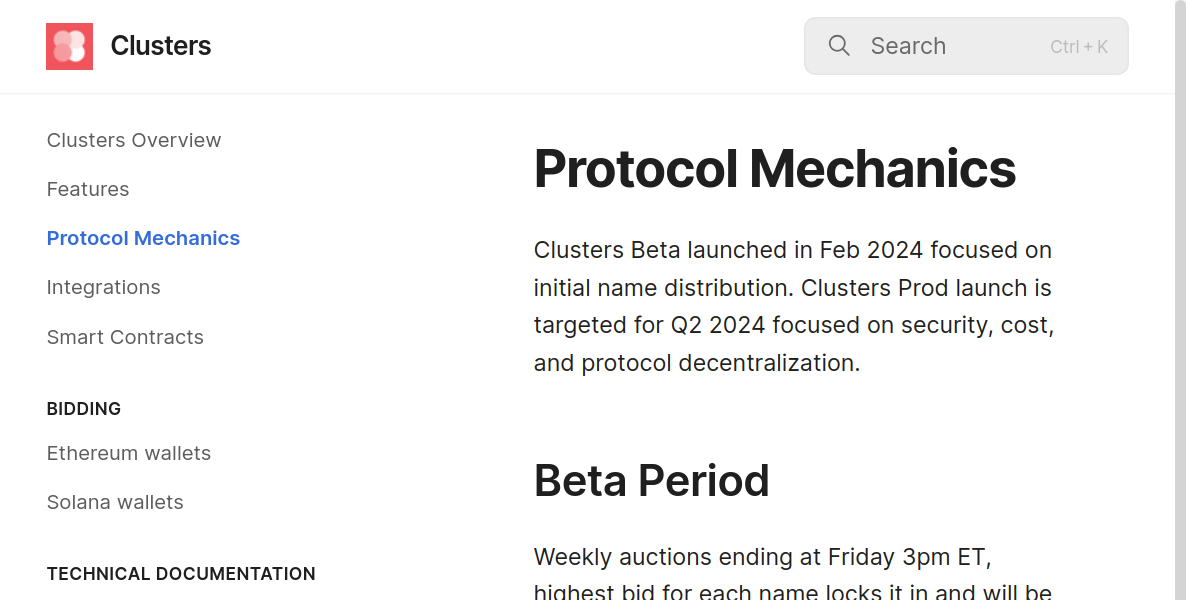 Clusters
Search
Ctrl + K
Clusters Overview
Features
Protocol Mechanics
Integrations
Smart Contracts
BIDDING
Ethereum wallets
Solana wallets
TECHNICAL DOCUMENTATION
Protocol Mechanics
Clusters Beta launched in Feb 2024 focused on
initial name distribution. Clusters Prod launch is
targeted for Q2 2024 focused on security, cost,
and protocol decentralization.
Beta Period
Weekly auctions ending at Friday 3pm ET,
highest bid for each name locks it in and will be